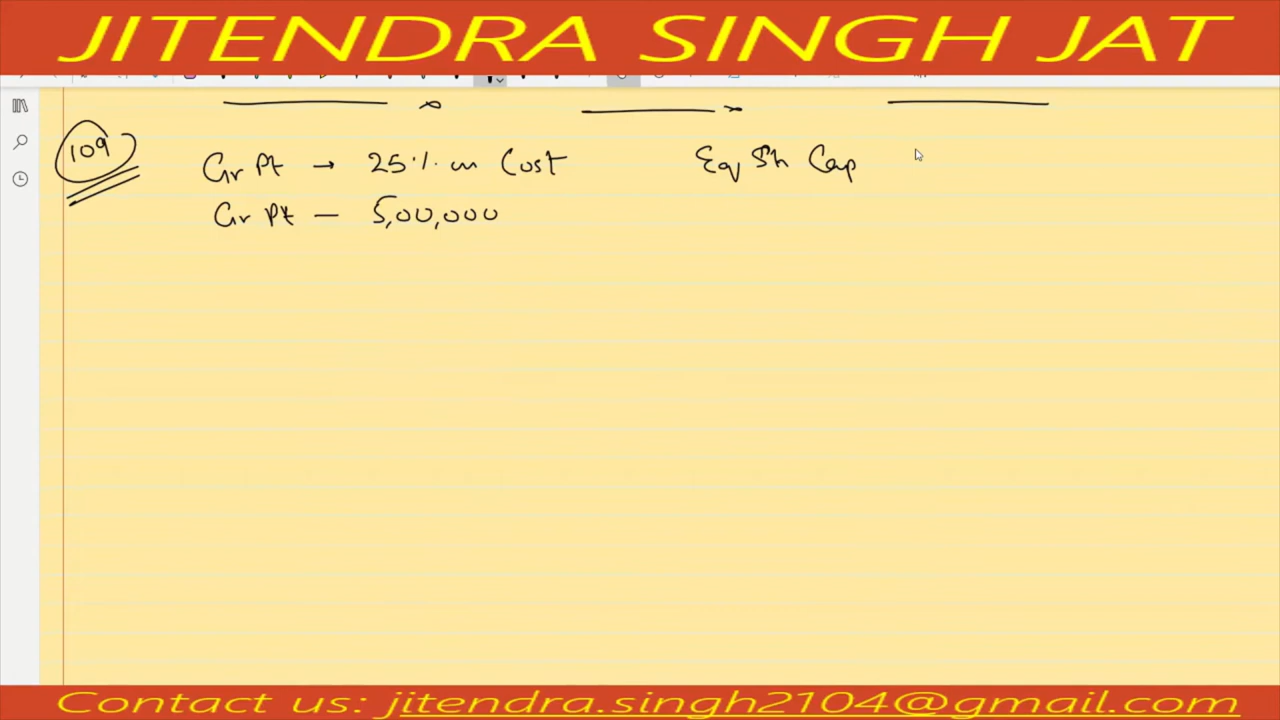 JITENDRA SINGH JAT
109
Gr Pt → 25% on Cost
Eq Sh Cap
Gr Pt — 5,00,000
Contact us: jitendra.singh2104@gmail.com